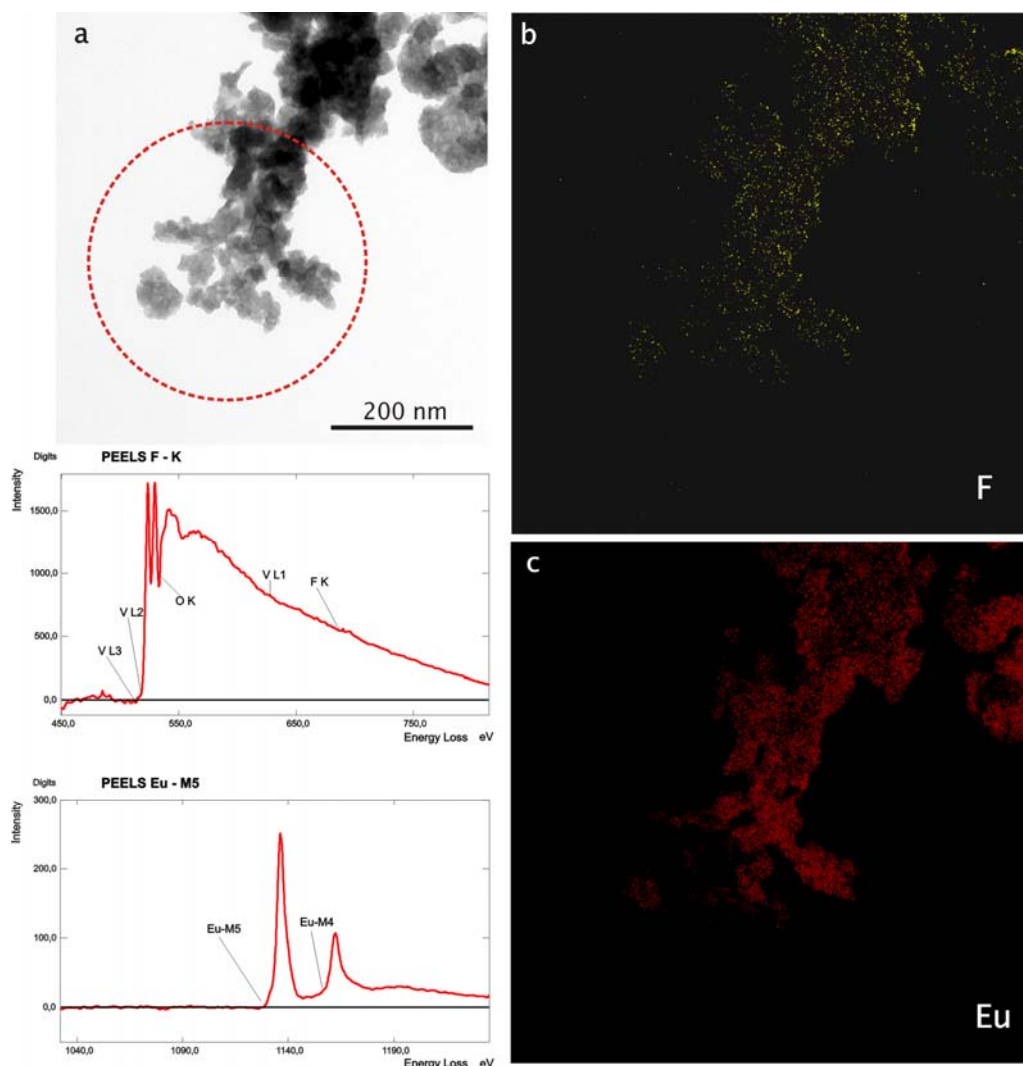 a
200 nm
b
F
Digits
PEELS F - K
Intensity
1500,0
1000,0
500,0
0,0
V L3
V L2
O K
V L1
F K
450,0 550,0 650,0 750,0
Energy Loss eV
Digits
PEELS Eu - M5
Intensity
300,0
200,0
100,0
0,0
Eu-M5
Eu-M4
1040,0 1090,0 1140,0 1190,0
Energy Loss eV
c
Eu